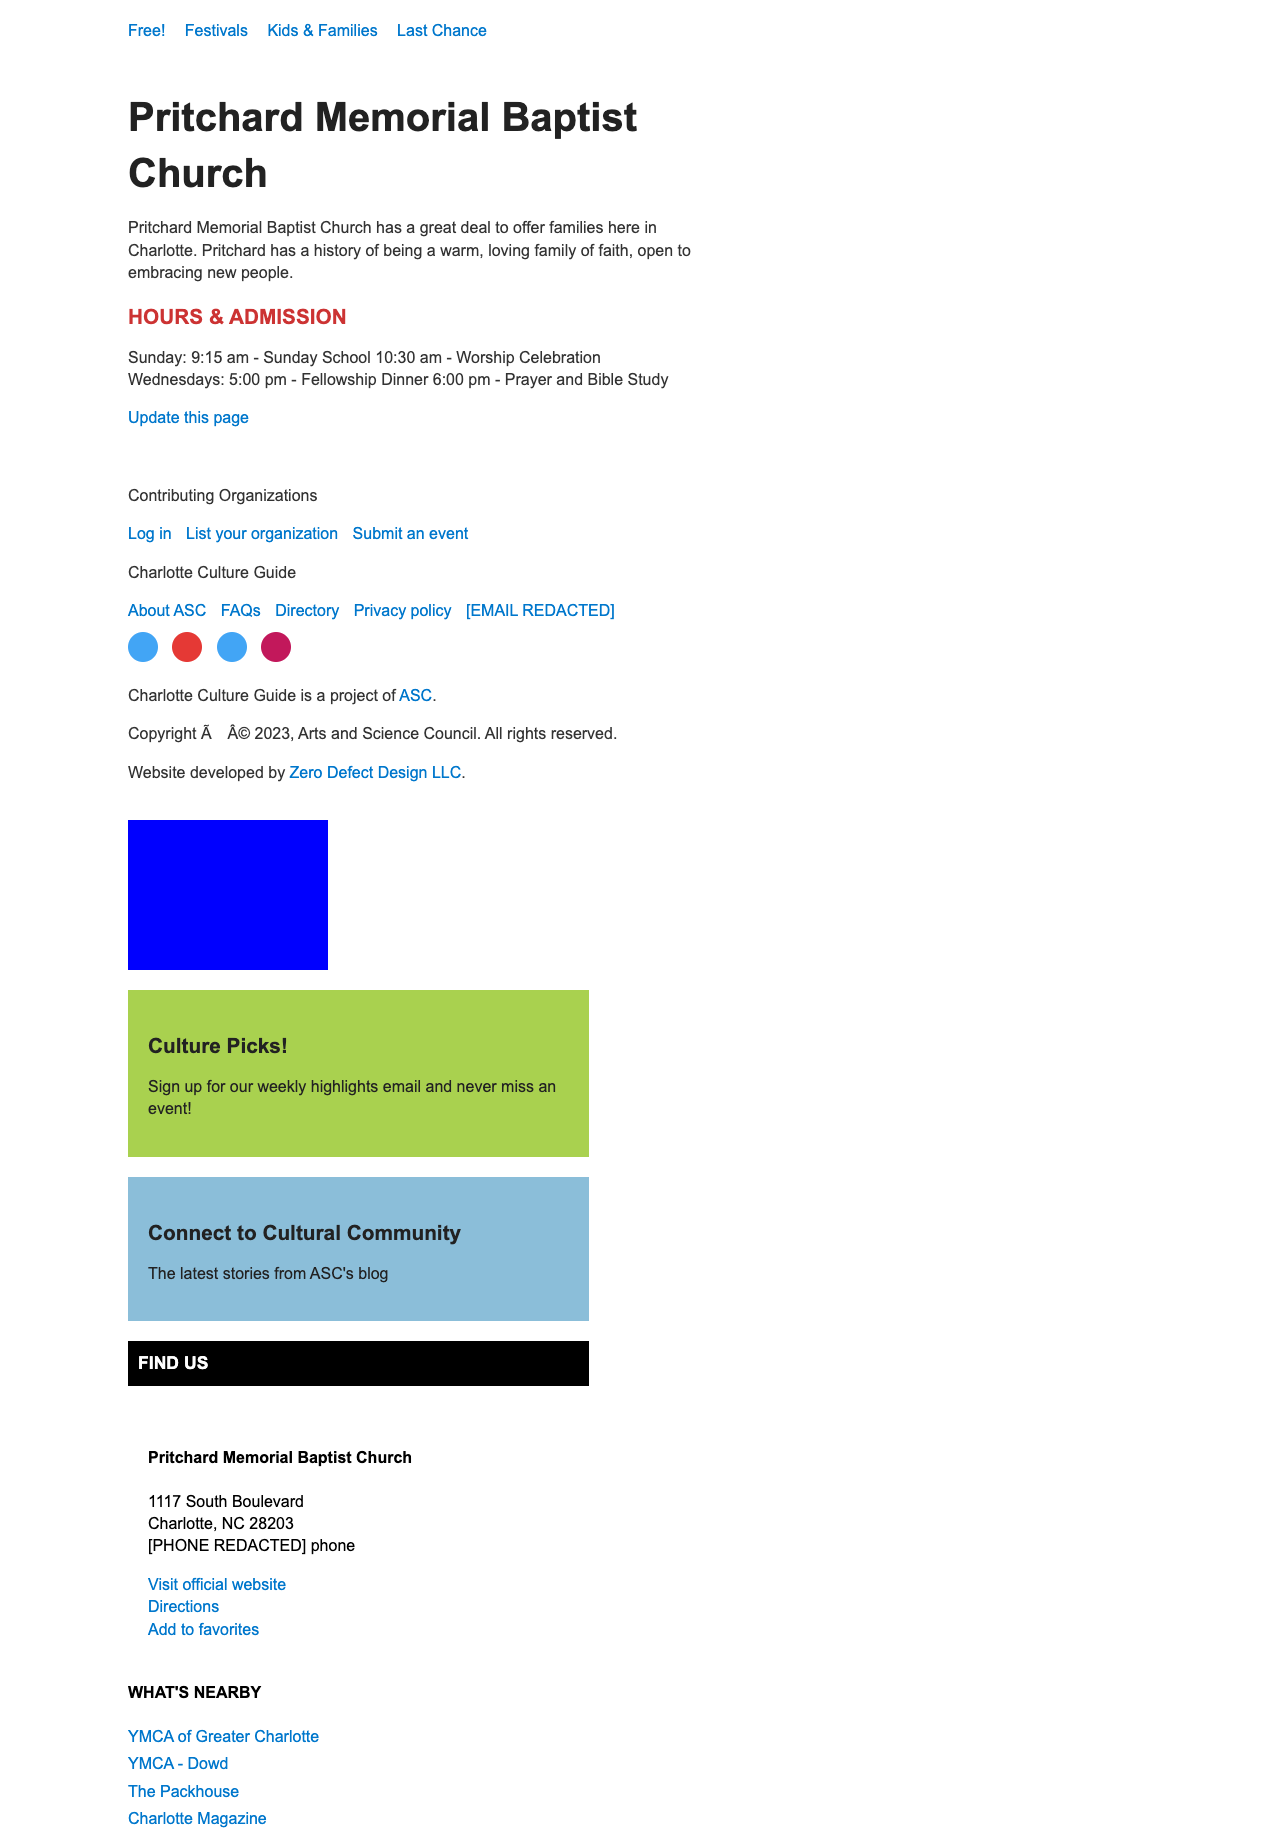 Free! Festivals Kids & Families Last Chance
Pritchard Memorial Baptist
Church
Pritchard Memorial Baptist Church has a great deal to offer families here in
Charlotte. Pritchard has a history of being a warm, loving family of faith, open to
embracing new people.
HOURS & ADMISSION
Sunday: 9:15 am - Sunday School 10:30 am - Worship Celebration
Wednesdays: 5:00 pm - Fellowship Dinner 6:00 pm - Prayer and Bible Study
Update this page
Contributing Organizations
Log in List your organization Submit an event
Charlotte Culture Guide
About ASC FAQs Directory Privacy policy [EMAIL REDACTED]
Charlotte Culture Guide is a project of ASC.
Copyright Ã Â© 2023, Arts and Science Council. All rights reserved.
Website developed by Zero Defect Design LLC.
Culture Picks!
Sign up for our weekly highlights email and never miss an
event!
Connect to Cultural Community
The latest stories from ASC's blog
FIND US
Pritchard Memorial Baptist Church
1117 South Boulevard
Charlotte, NC 28203
[PHONE REDACTED] phone
Visit official website
Directions
Add to favorites
WHAT'S NEARBY
YMCA of Greater Charlotte
YMCA - Dowd
The Packhouse
Charlotte Magazine